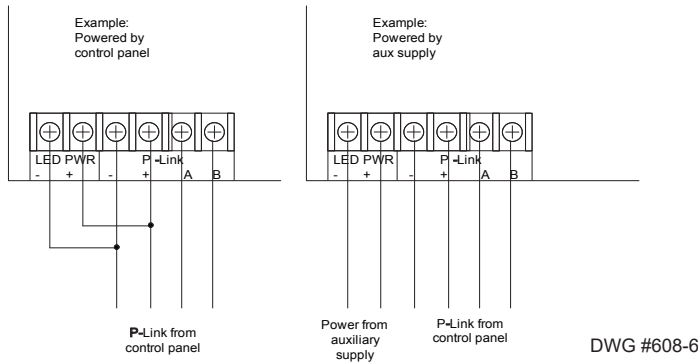 Example:
Powered by
control panel
LED PWR P -Link
- + - + A B
P-Link from
control panel
Example:
Powered by
aux supply
LED PWR P -Link
- + - + A B
Power from
auxiliary
supply
P-Link from
control panel
DWG #608-6